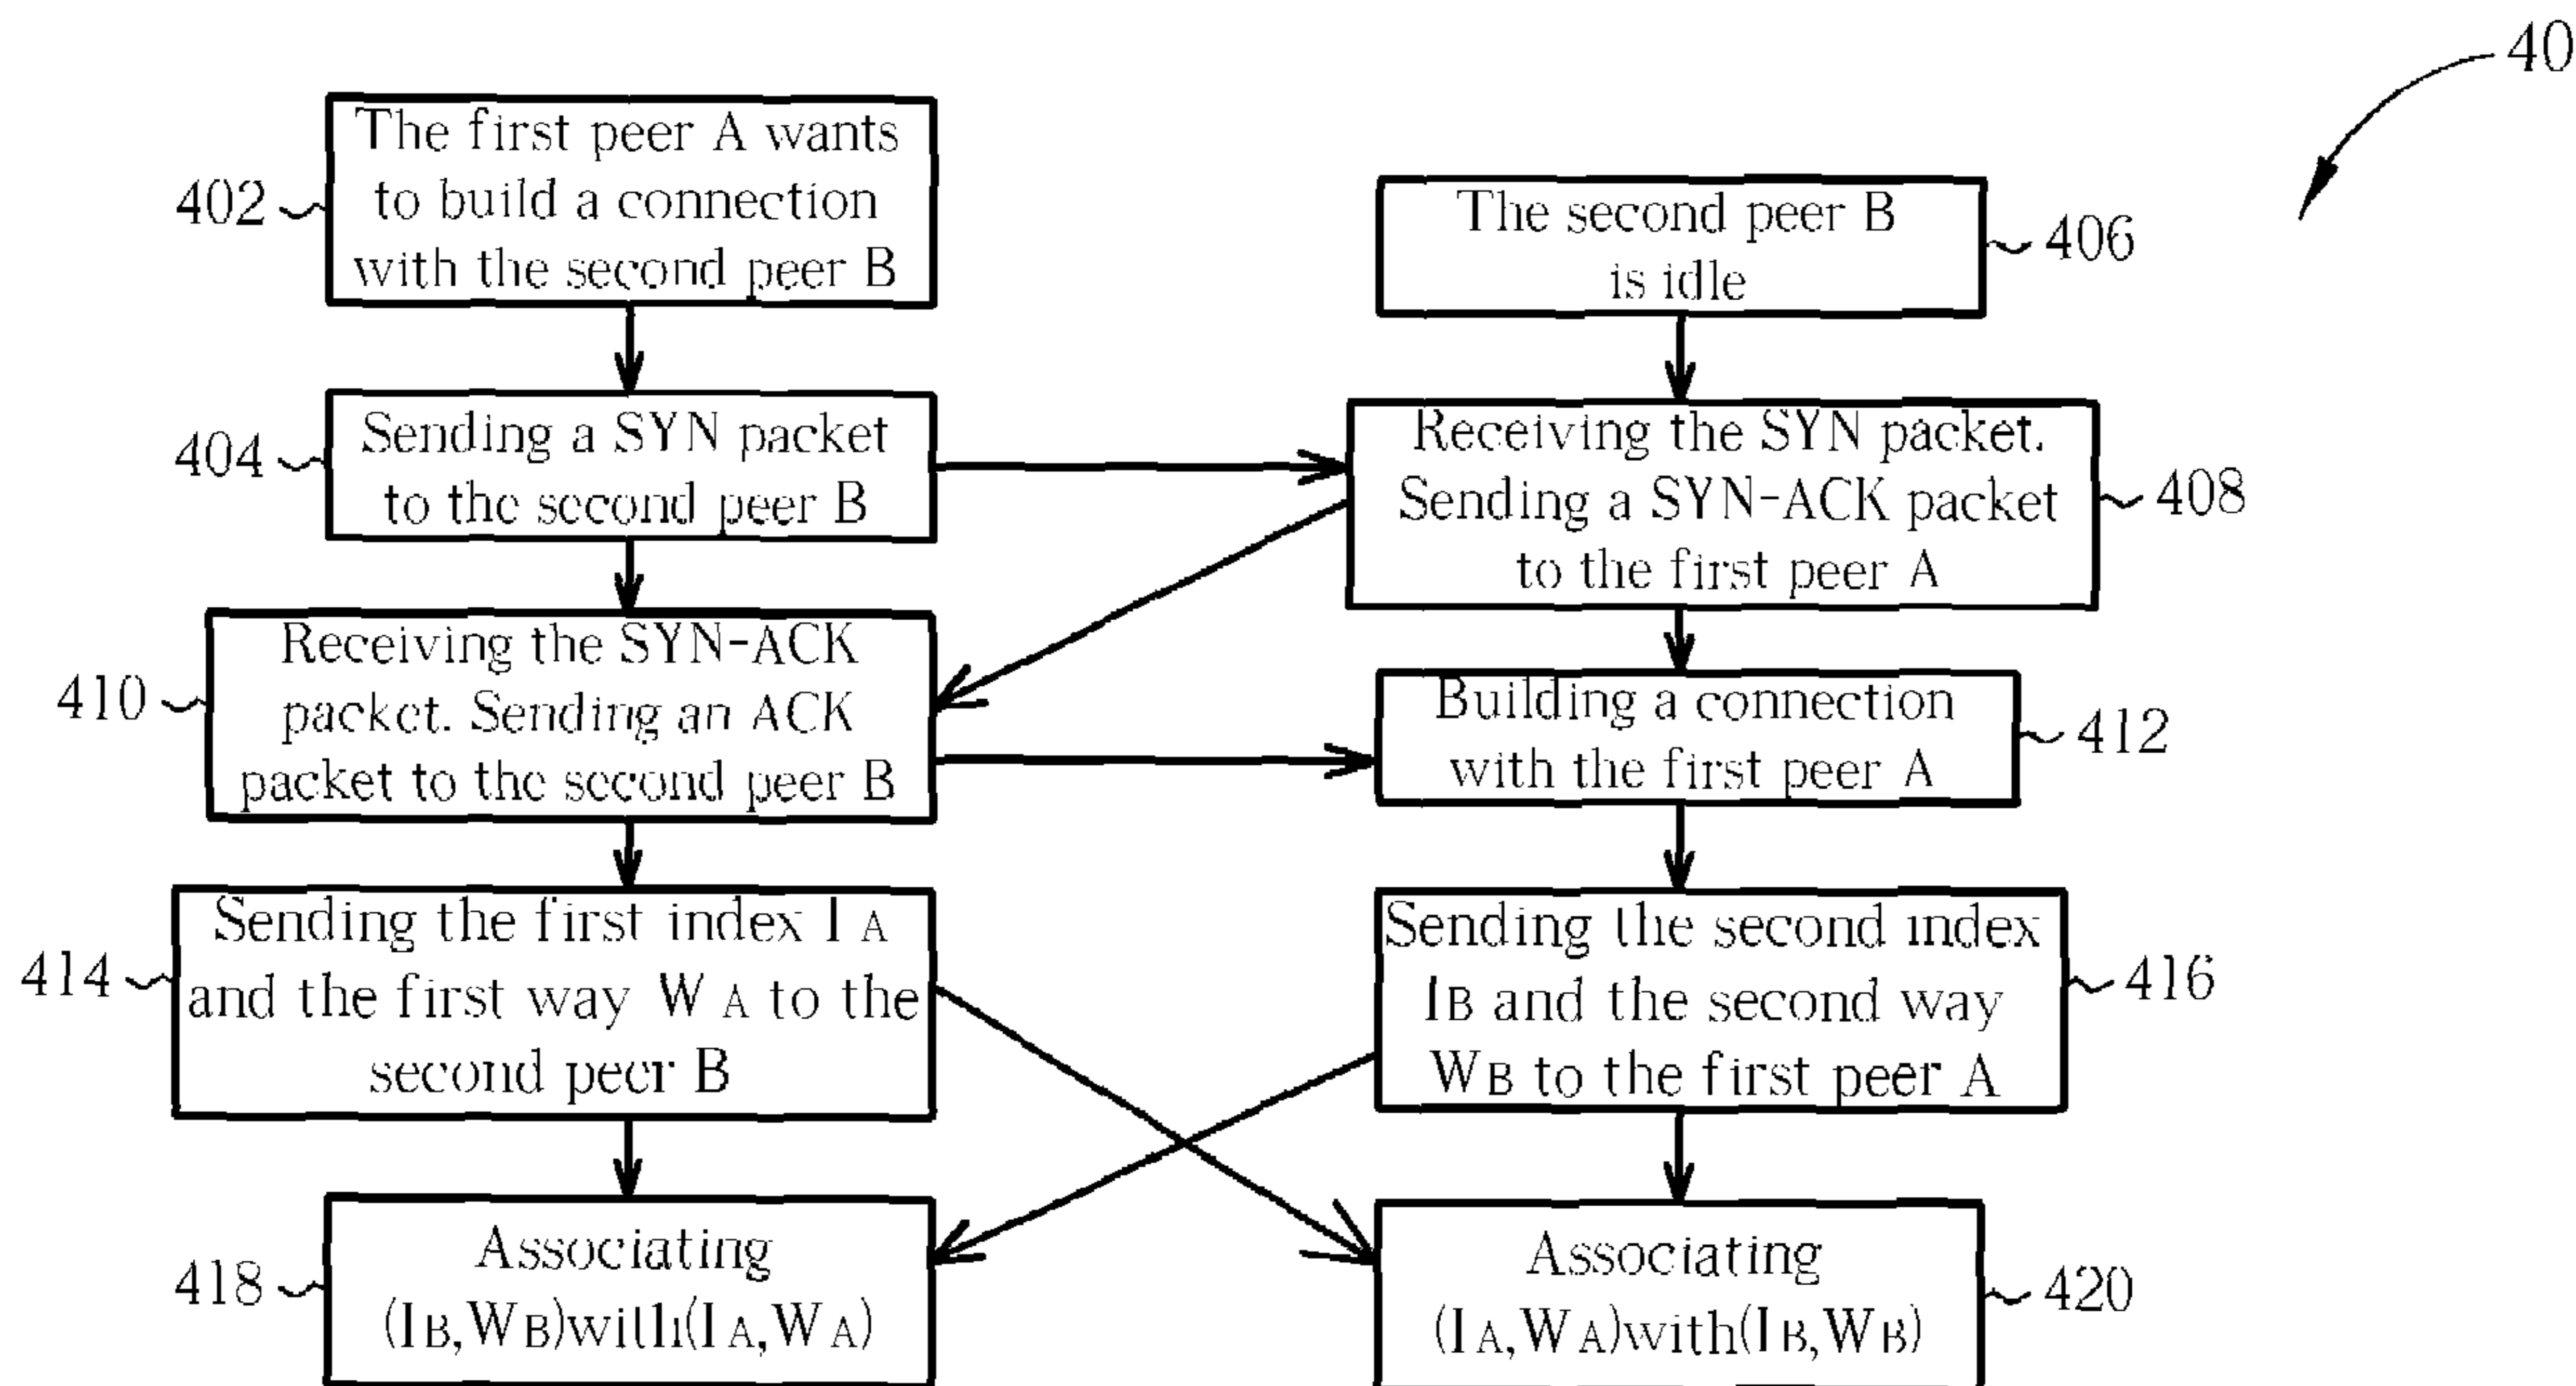 40
The first peer A wants
to build a connection
with the second peer B
402
The second peer B
is idle
406
Sending a SYN packet
to the second peer B
404
Receiving the SYN packet.
Sending a SYN-ACK packet
to the first peer A
408
Receiving the SYN-ACK
packet. Sending an ACK
packet to the second peer B
410
Building a connection
with the first peer A
412
Sending the first index IA
and the first way WA to the
second peer B
414
Sending the second index
IB and the second way
WB to the first peer A
416
Associating
(IB,WB)with(IA,WA)
418
Associating
(IA,WA)with(IB,WB)
420